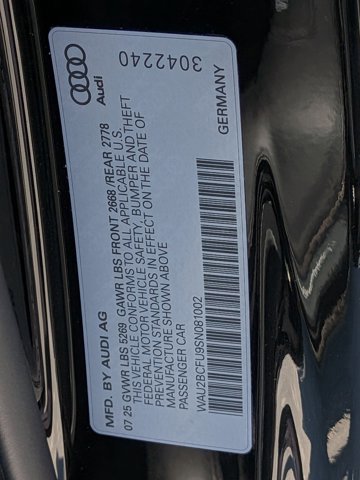 Audi
3042240
MFD. BY AUDI AG
GERMANY
07 25 GVWR LBS 5269 GAWR LBS FRONT 2668 /REAR 2778
THIS VEHICLE CONFORMS TO ALL APPLICABLE U.S.
FEDERAL MOTOR VEHICLE SAFETY, BUMPER AND THEFT
PREVENTION STANDARDS IN EFFECT ON THE DATE OF
MANUFACTURE SHOWN ABOVE
PASSENGER CAR
WAU2BCFU9SN081002